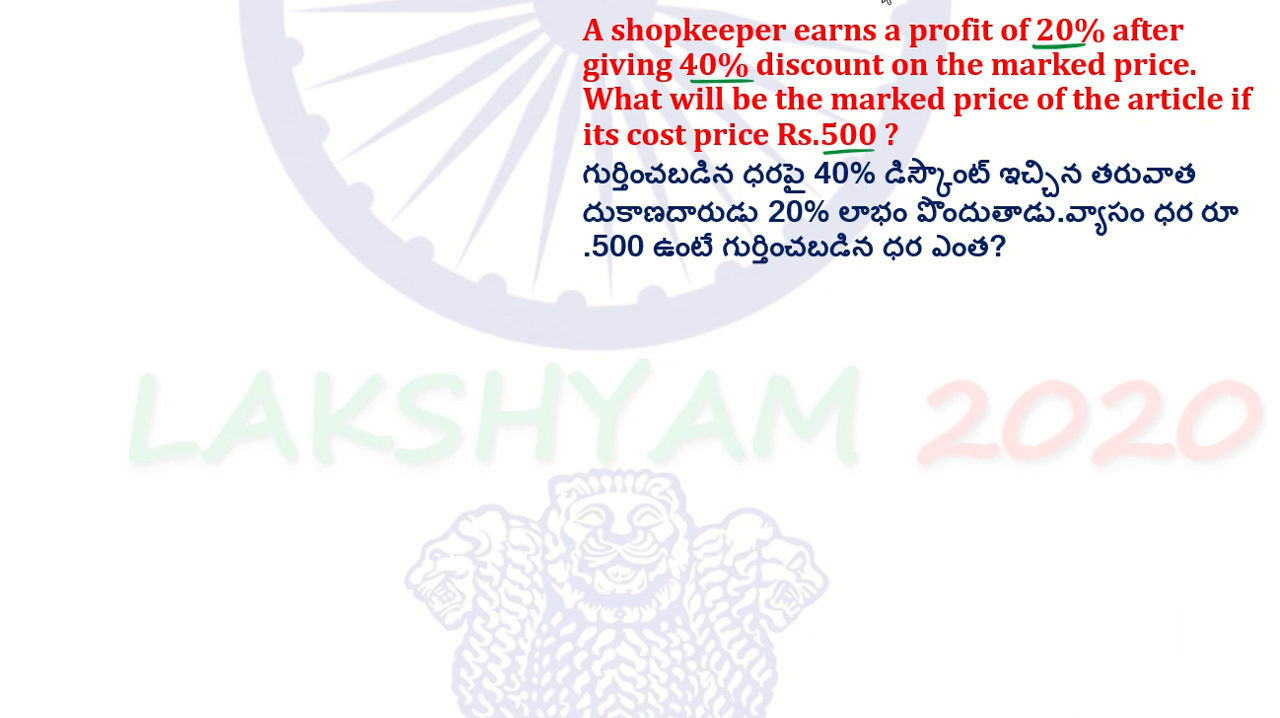 A shopkeeper earns a profit of 20% after
giving 40% discount on the marked price.
What will be the marked price of the article if
its cost price Rs.500 ?
గుర్తించబడిన ధరపై 40% డిస్కౌంట్ ఇచ్చిన తరువాత
దుకాణదారుడు 20% లాభం పొందుతాడు.వ్యాసం ధర రూ
.500 ఉంటే గుర్తించబడిన ధర ఎంత?
LAKSHYAM 2020